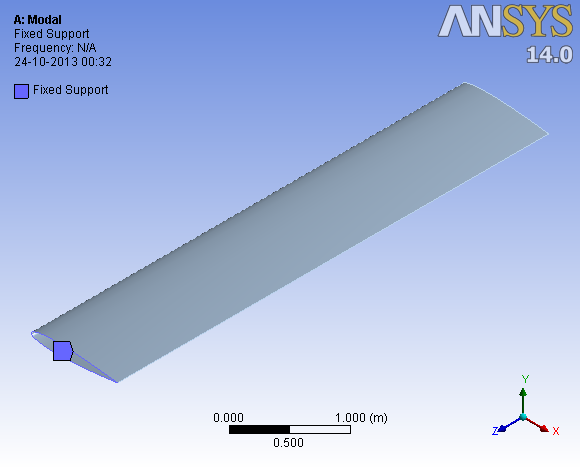 A: Modal
Fixed Support
Frequency: N/A
24-10-2013 00:32
Fixed Support
ANSYS
14.0
0.000 1.000 (m)
0.500
Y
Z X